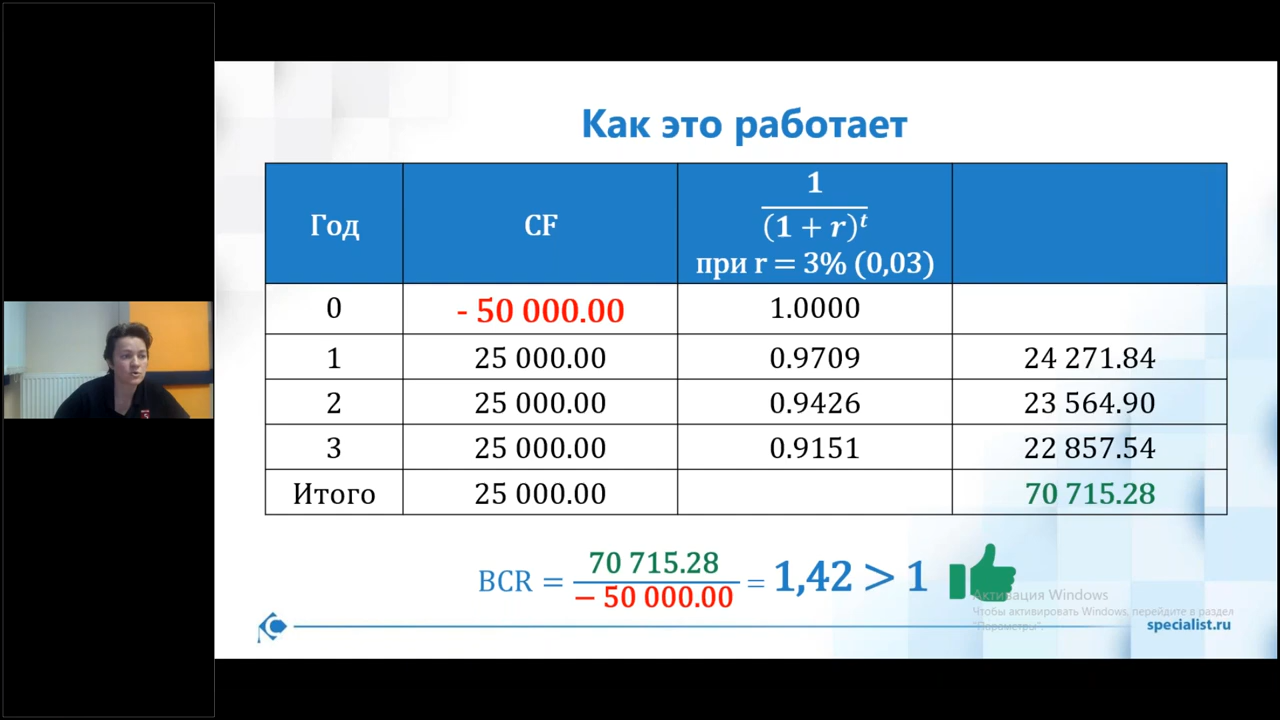 Как это работает
Год CF 1 / (1 + r)^t при r = 3% (0,03)
0 - 50 000.00 1.0000
1 25 000.00 0.9709 24 271.84
2 25 000.00 0.9426 23 564.90
3 25 000.00 0.9151 22 857.54
Итого 25 000.00 70 715.28
BCR = 70 715.28 / − 50 000.00 = 1,42 > 1
Активация Windows
Чтобы активировать Windows, перейдите в раздел
"Параметры".
specialist.ru